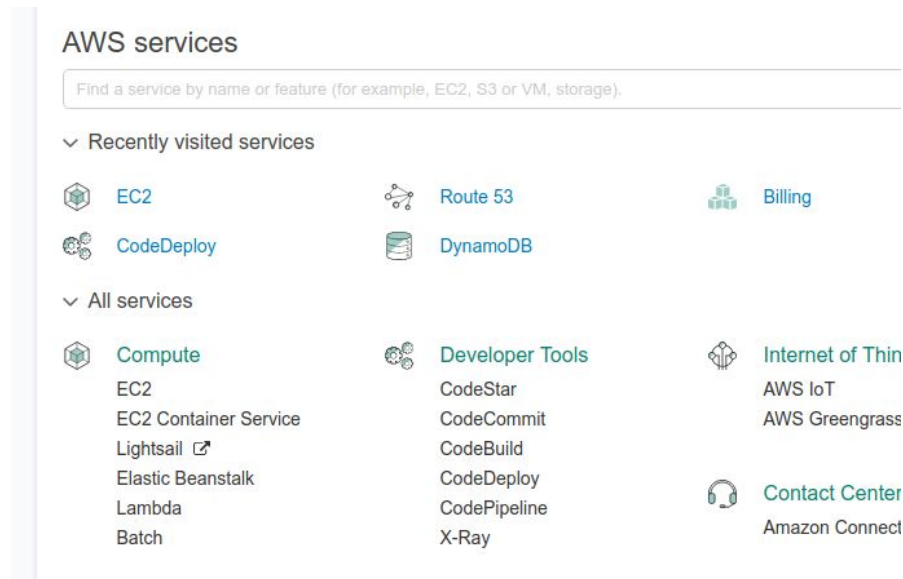 AWS services
Find a service by name or feature (for example, EC2, S3 or VM, storage).
Recently visited services
EC2
Route 53
Billing
CodeDeploy
DynamoDB
All services
Compute
EC2
EC2 Container Service
Lightsail
Elastic Beanstalk
Lambda
Batch
Developer Tools
CodeStar
CodeCommit
CodeBuild
CodeDeploy
CodePipeline
X-Ray
Internet of Thin
AWS IoT
AWS Greengrass
Contact Center
Amazon Connect